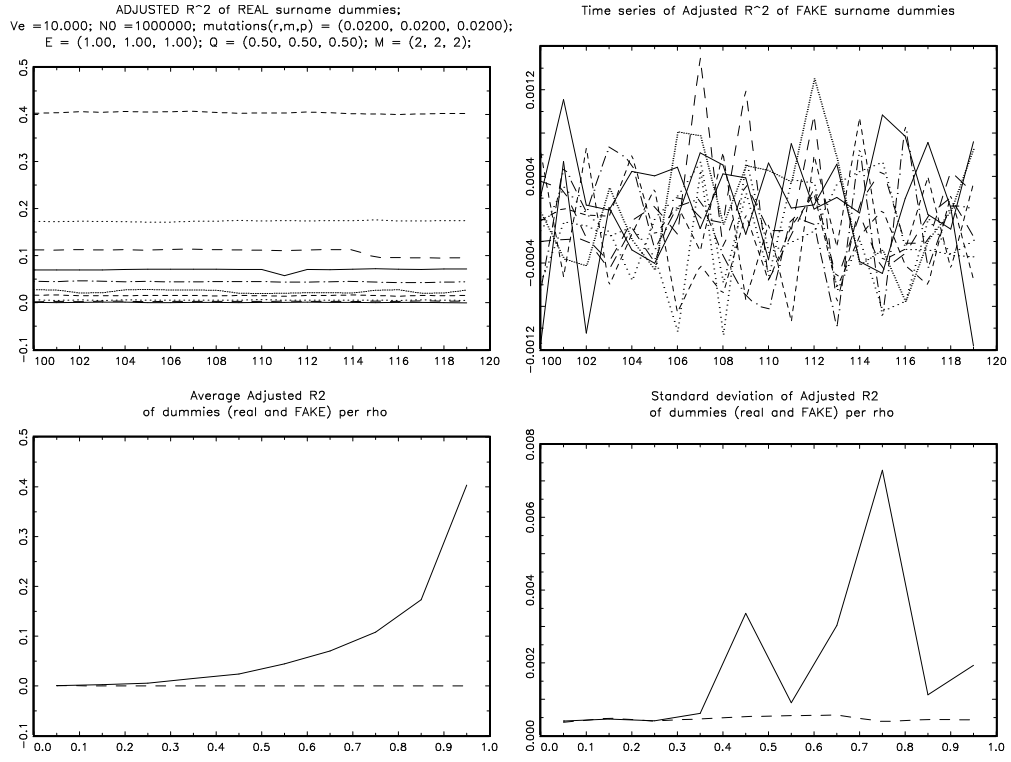 ADJUSTED R^2 of REAL surname dummies;
Ve =10.000; N0 =1000000; mutations(r,m,p) = (0.0200, 0.0200, 0.0200);
E = (1.00, 1.00, 1.00); Q = (0.50, 0.50, 0.50); M = (2, 2, 2);
0.5
0.4
0.3
0.2
0.1
0.0
-0.1
100 102 104 106 108 110 112 114 116 118 120
Time series of Adjusted R^2 of FAKE surname dummies
0.0012
0.0004
-0.0004
-0.0012
100 102 104 106 108 110 112 114 116 118 120
Average Adjusted R2
of dummies (real and FAKE) per rho
0.5
0.4
0.3
0.2
0.1
0.0
-0.1
0.0 0.1 0.2 0.3 0.4 0.5 0.6 0.7 0.8 0.9 1.0
Standard deviation of Adjusted R2
of dummies (real and FAKE) per rho
0.008
0.006
0.004
0.002
0.000
0.0 0.1 0.2 0.3 0.4 0.5 0.6 0.7 0.8 0.9 1.0